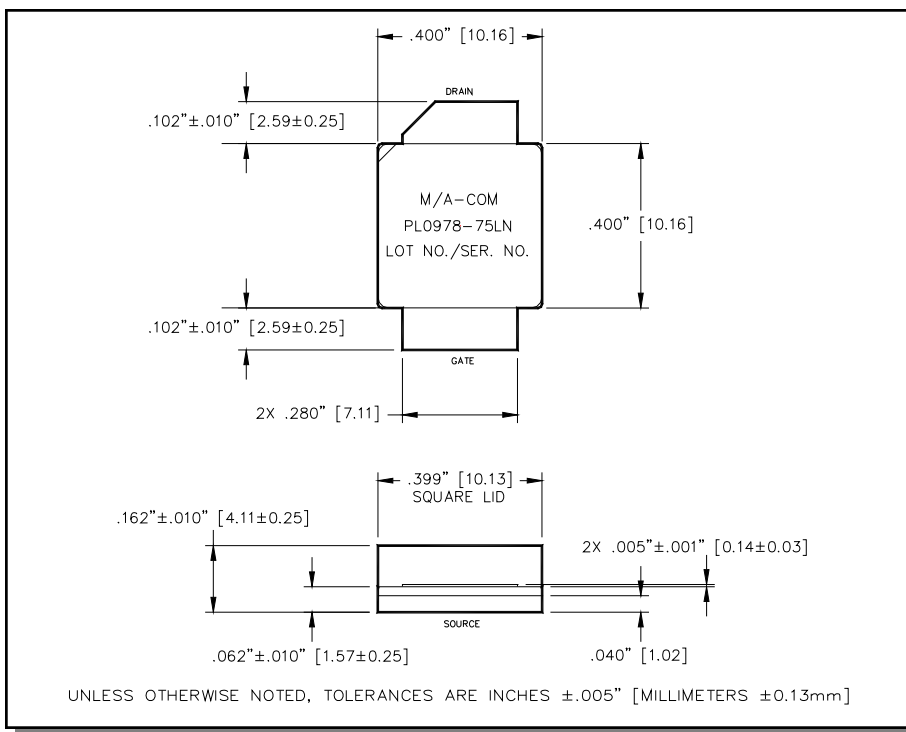 .400” [10.16]
DRAIN
.102”±.010” [2.59±0.25]
M/A-COM
PL0978-75LN
LOT NO./SER. NO.
.400” [10.16]
.102”±.010” [2.59±0.25]
GATE
2X .280” [7.11]
.399” [10.13]
SQUARE LID
.162”±.010” [4.11±0.25]
2X .005”±.001” [0.14±0.03]
SOURCE
.062”±.010” [1.57±0.25]
.040” [1.02]
UNLESS OTHERWISE NOTED, TOLERANCES ARE INCHES ±.005” [MILLIMETERS ±0.13mm]